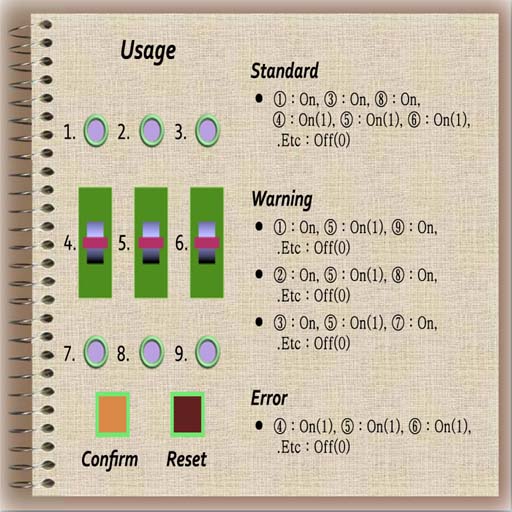 Usage
1. 2. 3.
4. 5. 6.
7. 8. 9.
Confirm Reset
Standard
● ①：On, ③：On, ⑧：On,
④：On(1), ⑤：On(1), ⑥：On(1),
.Etc：Off(0)
Warning
● ①：On, ⑤：On(1), ⑨：On,
.Etc：Off(0)
● ②：On, ⑤：On(1), ⑧：On,
.Etc：Off(0)
● ③：On, ⑤：On(1), ⑦：On,
.Etc：Off(0)
Error
● ④：On(1), ⑤：On(1), ⑥：On(1),
.Etc：Off(0)